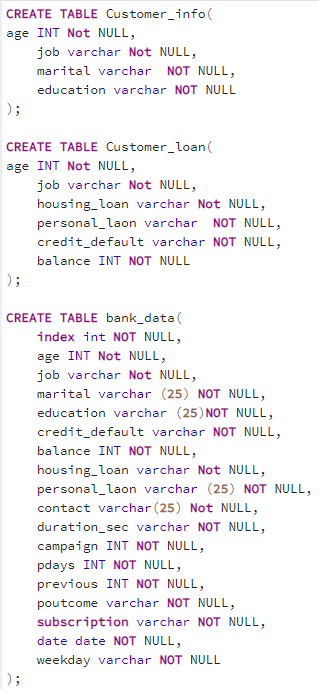 CREATE TABLE Customer_info(
age INT Not NULL,
job varchar Not NULL,
marital varchar  NOT NULL,
education varchar NOT NULL
);
CREATE TABLE Customer_loan(
age INT Not NULL,
job varchar Not NULL,
housing_loan varchar Not NULL,
personal_laon varchar  NOT NULL,
credit_default varchar NOT NULL,
balance INT NOT NULL
);
CREATE TABLE bank_data(
index int NOT NULL,
age INT Not NULL,
job varchar Not NULL,
marital varchar (25) NOT NULL,
education varchar (25)NOT NULL,
credit_default varchar NOT NULL,
balance INT NOT NULL,
housing_loan varchar Not NULL,
personal_laon varchar (25) NOT NULL,
contact varchar(25) Not NULL,
duration_sec varchar NOT NULL,
campaign INT NOT NULL,
pdays INT NOT NULL,
previous INT NOT NULL,
poutcome varchar NOT NULL,
subscription varchar NOT NULL,
date date NOT NULL,
weekday varchar NOT NULL
);